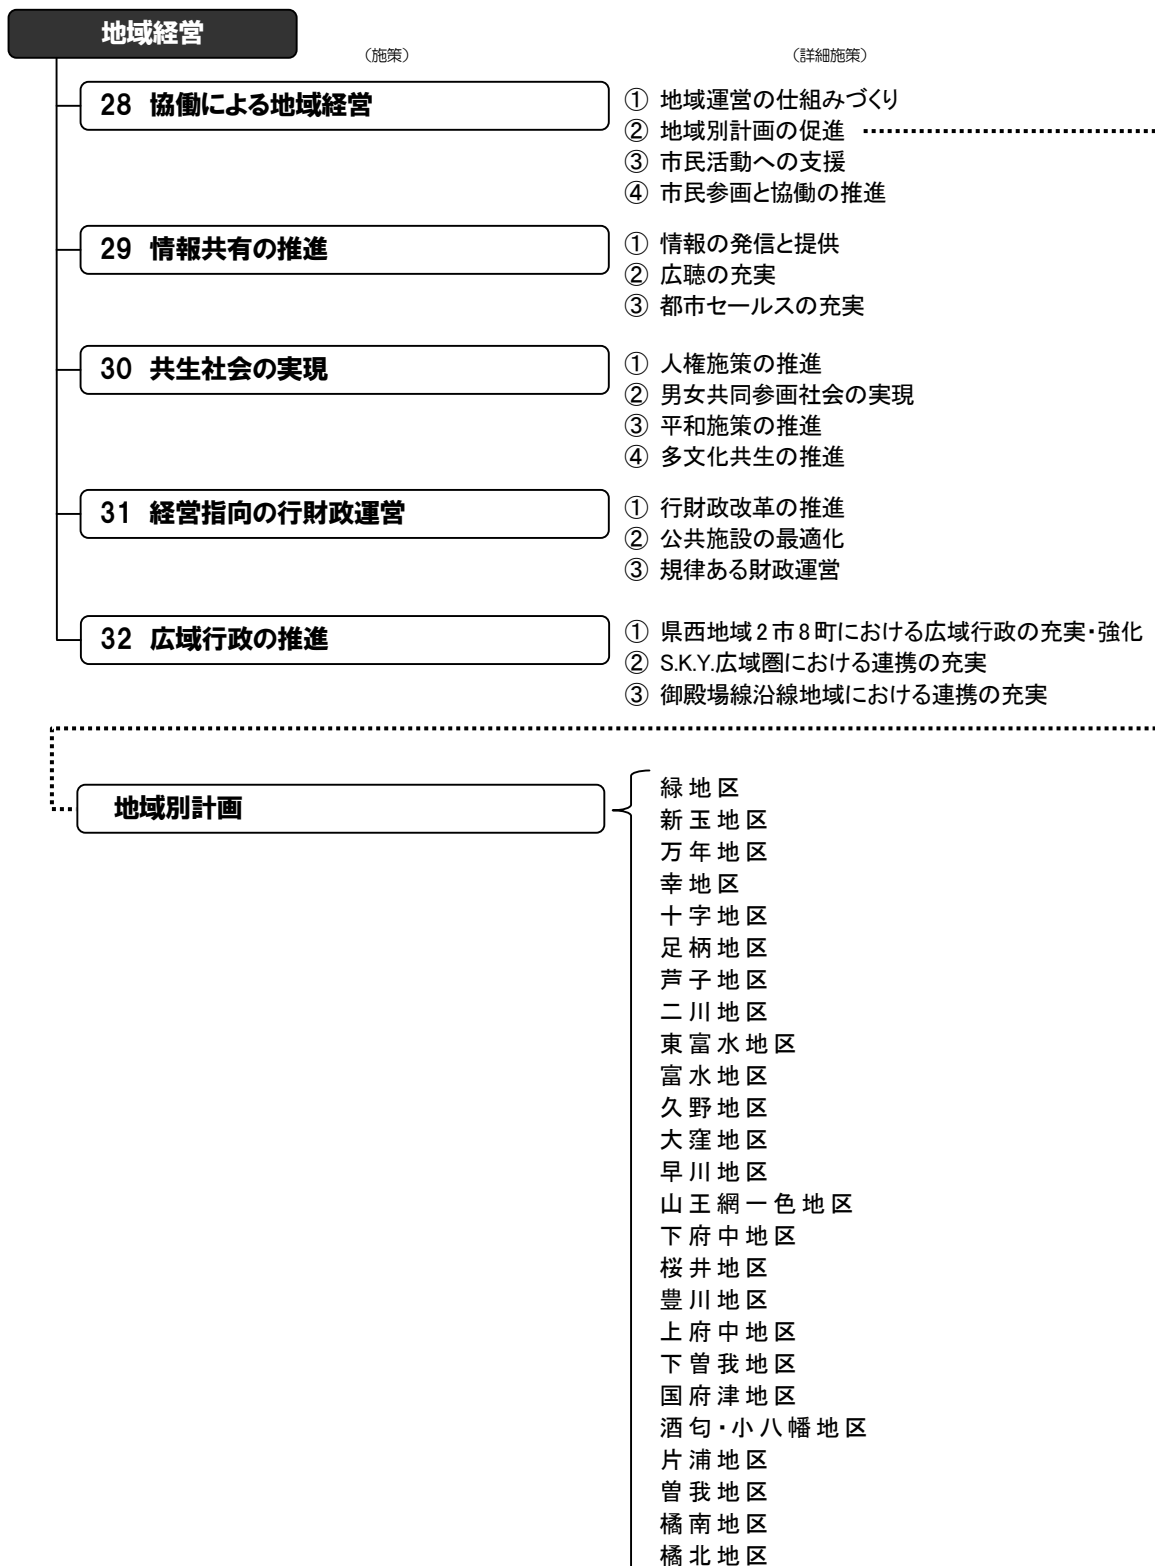 地域経営
（施策） （詳細施策）
28 協働による地域経営
① 地域運営の仕組みづくり
② 地域別計画の促進
③ 市民活動への支援
④ 市民参画と協働の推進
29 情報共有の推進
① 情報の発信と提供
② 広聴の充実
③ 都市セールスの充実
30 共生社会の実現
① 人権施策の推進
② 男女共同参画社会の実現
③ 平和施策の推進
④ 多文化共生の推進
31 経営指向の行財政運営
① 行財政改革の推進
② 公共施設の最適化
③ 規律ある財政運営
32 広域行政の推進
① 県西地域2市8町における広域行政の充実・強化
② S.K.Y.広域圏における連携の充実
③ 御殿場線沿線地域における連携の充実
地域別計画
緑地区
新玉地区
万年地区
幸地区
十字地区
足柄地区
芦子地区
二川地区
東富水地区
富水地区
久野地区
大窪地区
早川地区
山王網一色地区
下府中地区
桜井地区
豊川地区
上府中地区
下曽我地区
国府津地区
酒匂・小八幡地区
片浦地区
曽我地区
橘南地区
橘北地区